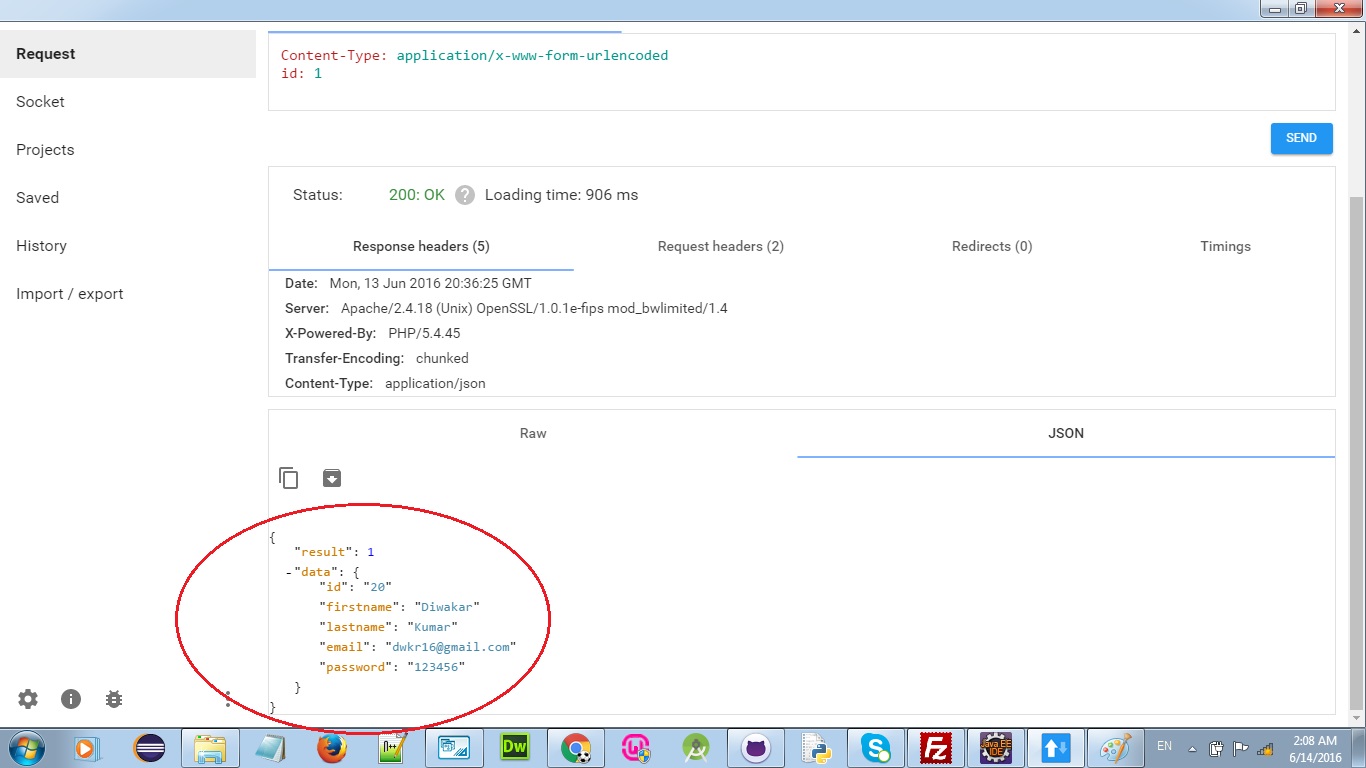 Request
Socket
Projects
Saved
History
Import / export
Content-Type: application/x-www-form-urlencoded
id: 1
SEND
Status: 200: OK ? Loading time: 906 ms
Response headers (5) Request headers (2) Redirects (0) Timings
Date: Mon, 13 Jun 2016 20:36:25 GMT
Server: Apache/2.4.18 (Unix) OpenSSL/1.0.1e-fips mod_bwlimited/1.4
X-Powered-By: PHP/5.4.45
Transfer-Encoding: chunked
Content-Type: application/json
Raw JSON
{
"result": 1
-"data": {
"id": "20"
"firstname": "Diwakar"
"lastname": "Kumar"
"email": "dwkr16@gmail.com"
"password": "123456"
}
}
Dw
Fz
Java EE
IDE
EN
2:08 AM
6/14/2016